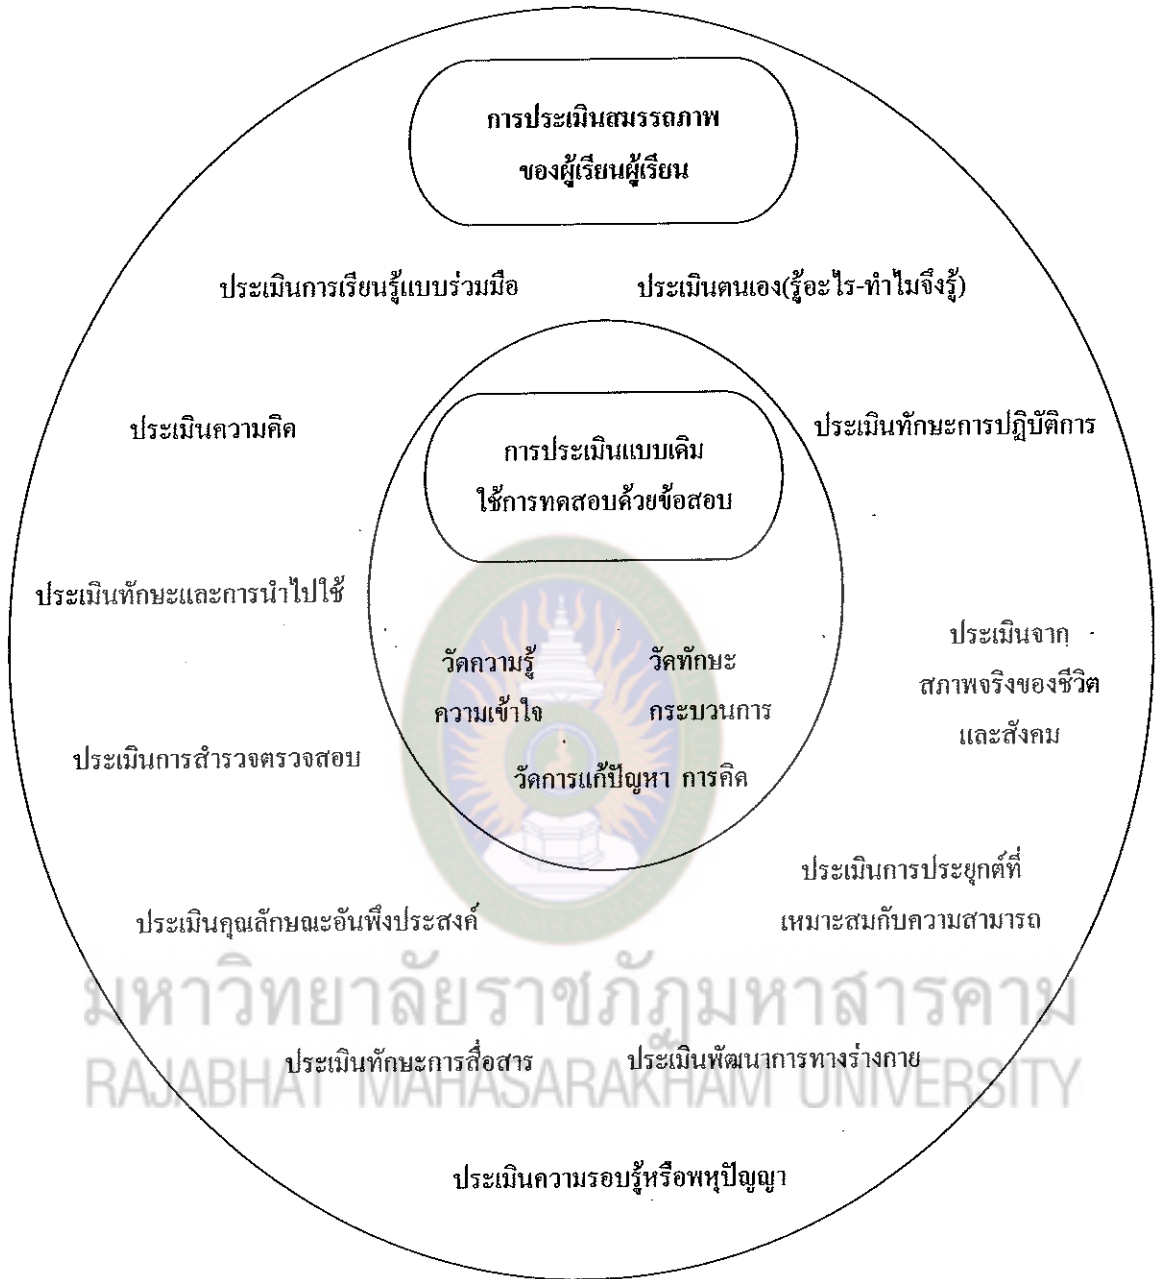 การประเมินสมรรถภาพ
ของผู้เรียนผู้เรียน
ประเมินการเรียนรู้แบบร่วมมือ
ประเมินตนเอง(รู้อะไร-ทำไมจึงรู้)
ประเมินความคิด
ประเมินทักษะการปฏิบัติการ
การประเมินแบบเดิม
ใช้การทดสอบด้วยข้อสอบ
ประเมินทักษะและการนำไปใช้
ประเมินจาก
สภาพจริงของชีวิต
และสังคม
วัดความรู้
ความเข้าใจ
วัดทักษะ
กระบวนการ
ประเมินการสำรวจตรวจสอบ
วัดการแก้ปัญหา การคิด
ประเมินการประยุกต์ที่
เหมาะสมกับความสามารถ
ประเมินคุณลักษณะอันพึงประสงค์
มหาวิทยาลัยราชภัฏมหาสารคาม
ประเมินทักษะการสื่อสาร
ประเมินพัฒนาการทางร่างกาย
RAJABHAT MAHASARAKHAM UNIVERSITY
ประเมินความรอบรู้หรือพหุปัญญา